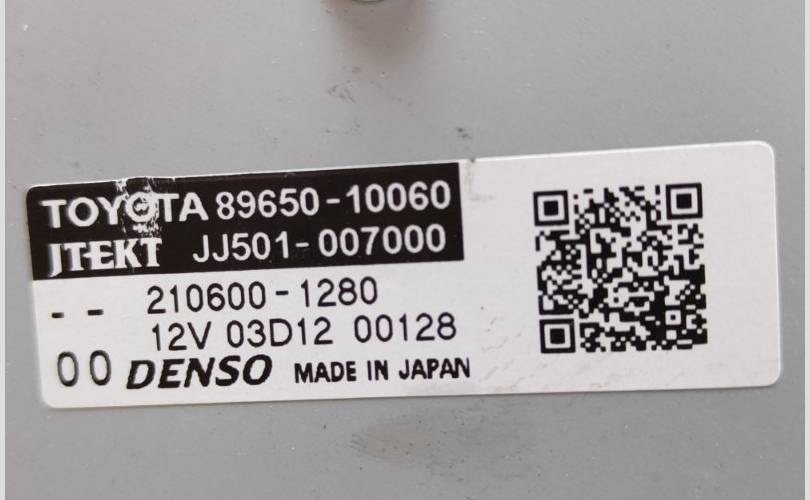 TOYOTA 89650-10060
JTEKT JJ501-007000
-- 210600-1280
12V 03D12 00128
00 DENSO MADE IN JAPAN